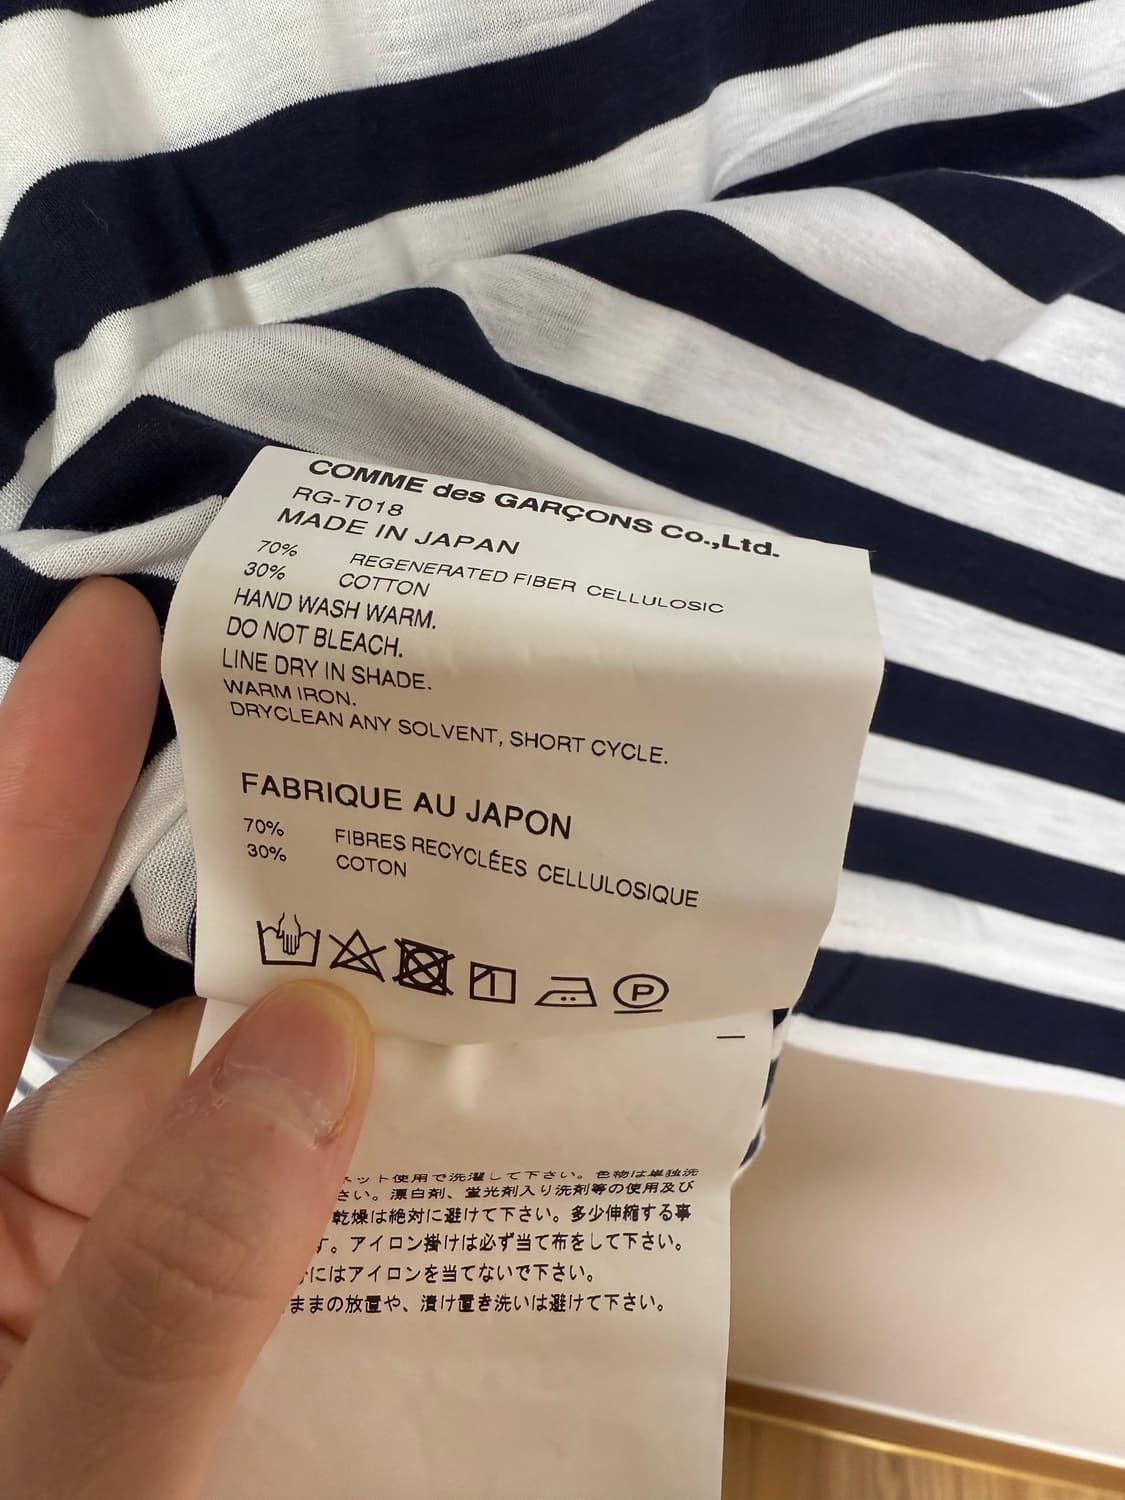 COMME des GARÇONS Co.,Ltd.
RG-T018
MADE IN JAPAN
70% REGENERATED FIBER CELLULOSIC
30% COTTON
HAND WASH WARM.
DO NOT BLEACH.
LINE DRY IN SHADE.
WARM IRON.
DRYCLEAN ANY SOLVENT, SHORT CYCLE.
FABRIQUE AU JAPON
70% FIBRES RECYCLÉES CELLULOSIQUE
30% COTON
P
ット使用で洗濯して下さい。色物は単独洗
さい。漂白剤、蛍光剤入り洗剤等の使用及び
乾燥は絶対に避けて下さい。多少伸縮する事
す。アイロン掛けは必ず当て布をして下さい。
にはアイロンを当てないで下さい。
ままの放置や、漬け置き洗いは避けて下さい。